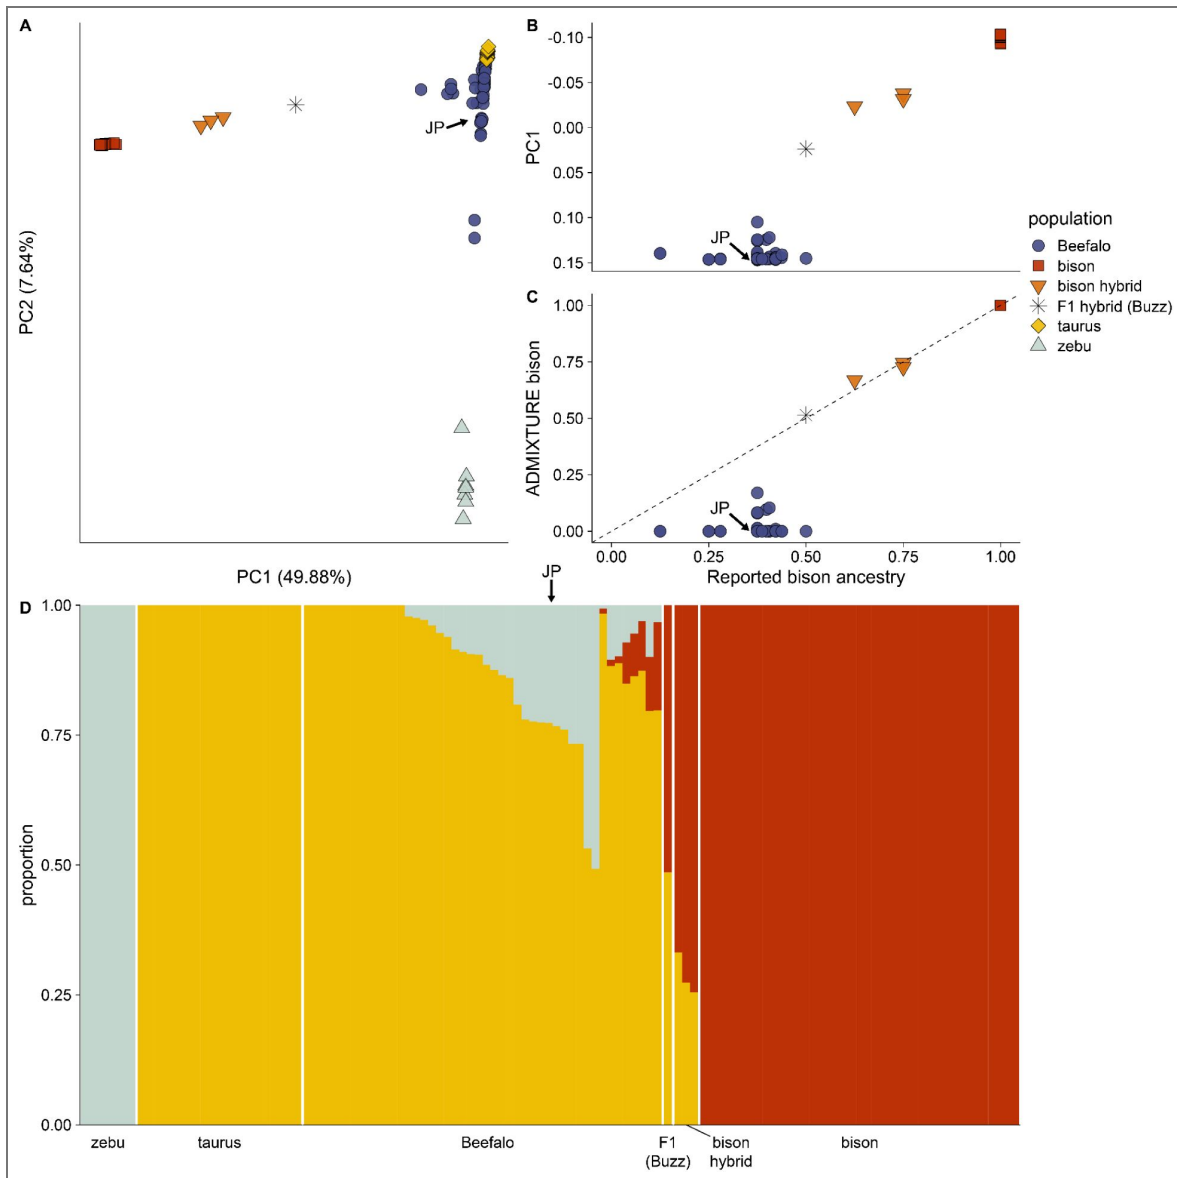 A
PC2 (7.64%)
PC1 (49.88%)
JP
B
-0.10
-0.05
0.00
0.05
0.10
0.15
PC1
JP
C
1.00
0.75
0.50
0.25
0.00
ADMIXTURE bison
JP
0.00 0.25 0.50 0.75 1.00
Reported bison ancestry
population
Beefalo
bison
bison hybrid
F1 hybrid (Buzz)
taurus
zebu
JP
D
1.00
0.75
0.50
0.25
0.00
proportion
zebu taurus Beefalo F1 bison bison
(Buzz) hybrid